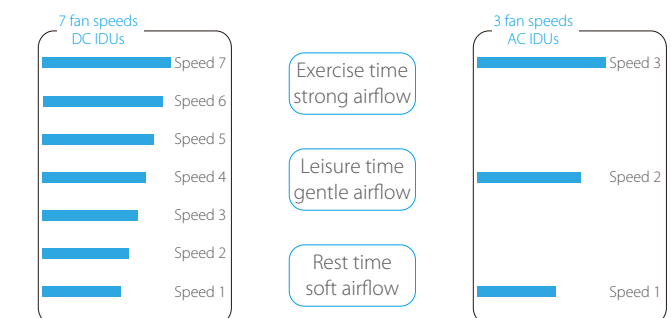 7 fan speeds
DC IDUs
Speed 7
Speed 6
Speed 5
Speed 4
Speed 3
Speed 2
Speed 1
Exercise time
strong airflow
Leisure time
gentle airflow
Rest time
soft airflow
3 fan speeds
AC IDUs
Speed 3
Speed 2
Speed 1